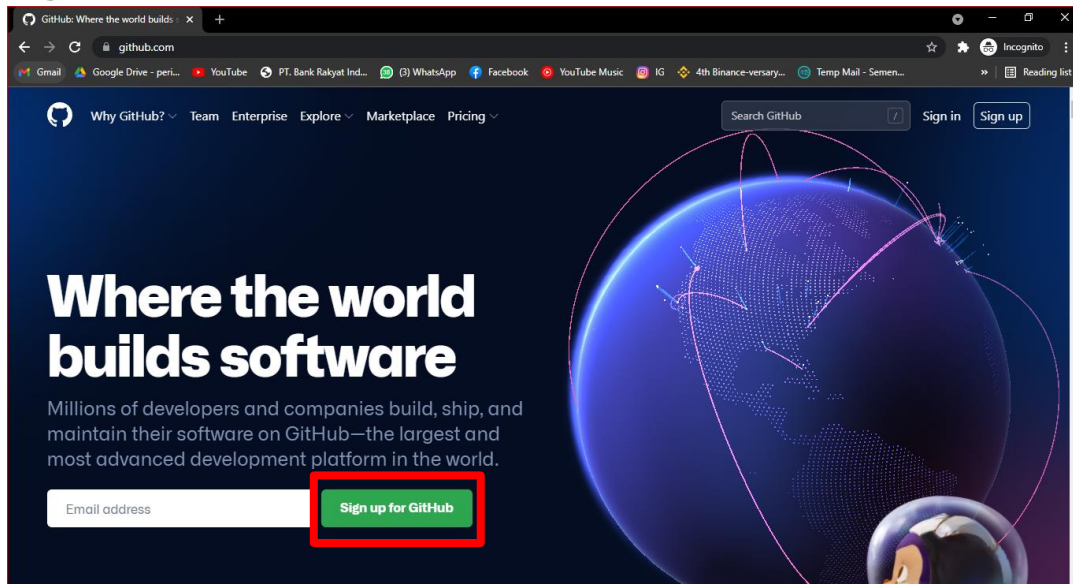 GitHub: Where the world builds s
github.com
Incognito
Gmail Google Drive - peri... YouTube PT. Bank Rakyat Ind... (3) WhatsApp Facebook YouTube Music IG 4th Binance-versary... Temp Mail - Semen... » Reading list
Why GitHub? Team Enterprise Explore Marketplace Pricing Search GitHub / Sign in Sign up
Where the world
builds software
Millions of developers and companies build, ship, and
maintain their software on GitHub—the largest and
most advanced development platform in the world.
Email address Sign up for GitHub